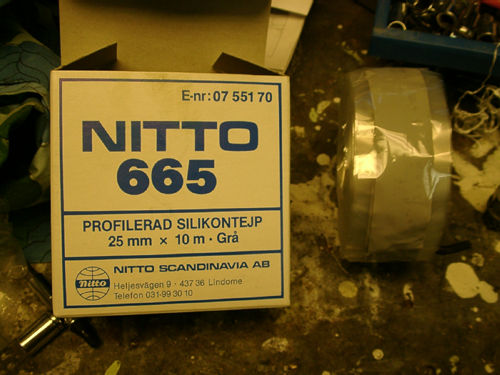 E-nr: 07 551 70
NITTO
665
PROFILERAD SILIKONTEJP
25 mm × 10 m · Grå
NITTO SCANDINAVIA AB
Nitto
Heljesvägen 9 · 437 36 Lindome
Telefon 031-99 30 10